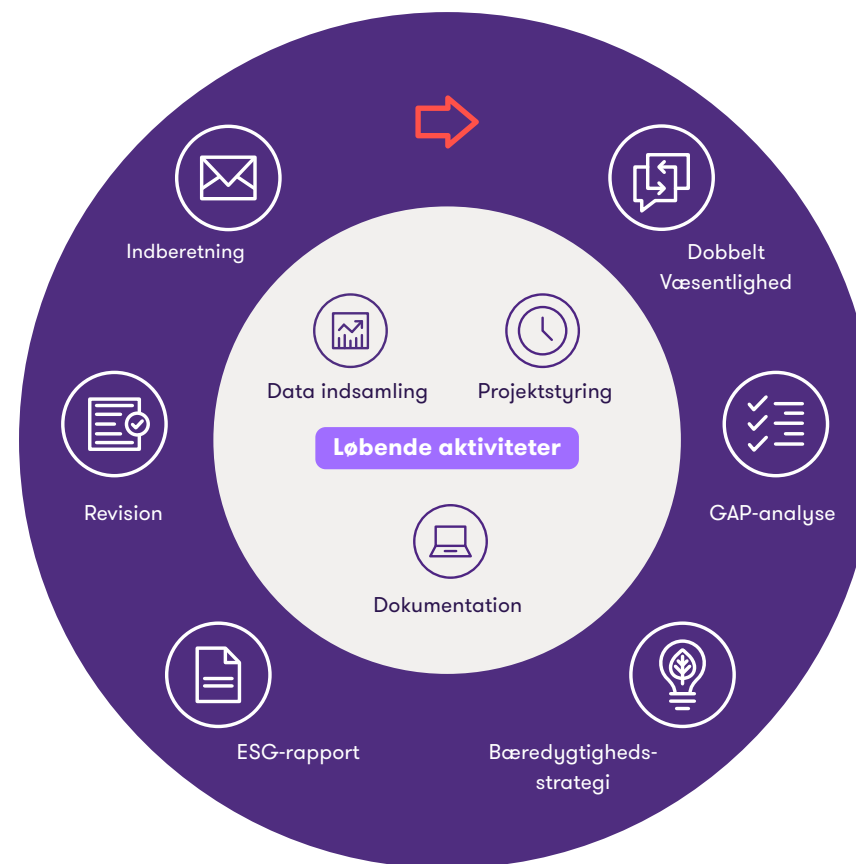 Indberetning
Dobbelt
Væsentlighed
Data indsamling
Projektstyring
Løbende aktiviteter
Revision
GAP-analyse
Dokumentation
ESG-rapport
Bæredygtigheds-
strategi